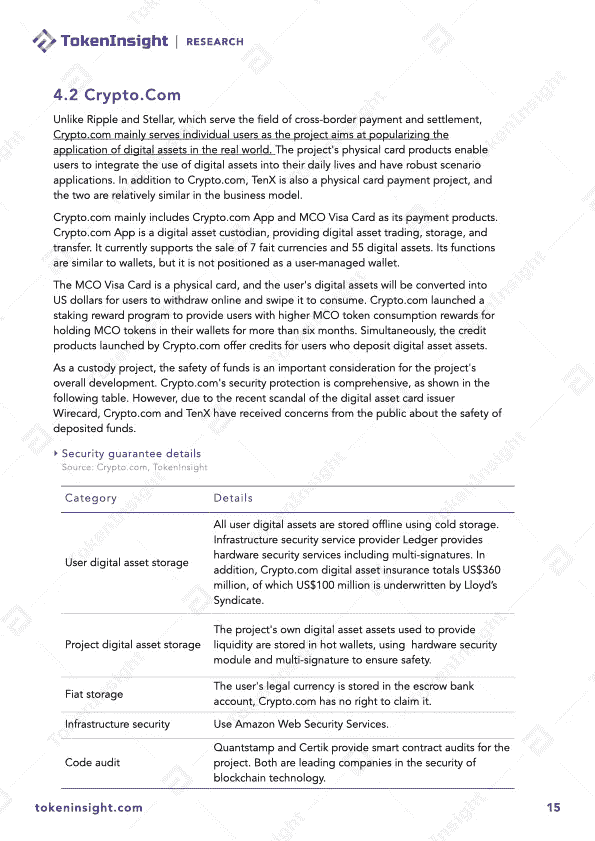 TokenInsight | RESEARCH
4.2 Crypto.Com
Unlike Ripple and Stellar, which serve the field of cross-border payment and settlement,
Crypto.com mainly serves individual users as the project aims at popularizing the
application of digital assets in the real world. The project's physical card products enable
users to integrate the use of digital assets into their daily lives and have robust scenario
applications. In addition to Crypto.com, TenX is also a physical card payment project, and
the two are relatively similar in the business model.
Crypto.com mainly includes Crypto.com App and MCO Visa Card as its payment products.
Crypto.com App is a digital asset custodian, providing digital asset trading, storage, and
transfer. It currently supports the sale of 7 fait currencies and 55 digital assets. Its functions
are similar to wallets, but it is not positioned as a user-managed wallet.
The MCO Visa Card is a physical card, and the user's digital assets will be converted into
US dollars for users to withdraw online and swipe it to consume. Crypto.com launched a
staking reward program to provide users with higher MCO token consumption rewards for
holding MCO tokens in their wallets for more than six months. Simultaneously, the credit
products launched by Crypto.com offer credits for users who deposit digital asset assets.
As a custody project, the safety of funds is an important consideration for the project's
overall development. Crypto.com's security protection is comprehensive, as shown in the
following table. However, due to the recent scandal of the digital asset card issuer
Wirecard, Crypto.com and TenX have received concerns from the public about the safety of
deposited funds.
Security guarantee details
Source: Crypto.com, TokenInsight
Category Details
User digital asset storage
All user digital assets are stored offline using cold storage.
Infrastructure security service provider Ledger provides
hardware security services including multi-signatures. In
addition, Crypto.com digital asset insurance totals US$360
million, of which US$100 million is underwritten by Lloyd's
Syndicate.
Project digital asset storage
The project's own digital asset assets used to provide
liquidity are stored in hot wallets, using hardware security
module and multi-signature to ensure safety.
Fiat storage
The user's legal currency is stored in the escrow bank
account, Crypto.com has no right to claim it.
Infrastructure security Use Amazon Web Security Services.
Code audit
Quantstamp and Certik provide smart contract audits for the
project. Both are leading companies in the security of
blockchain technology.
tokeninsight.com 15